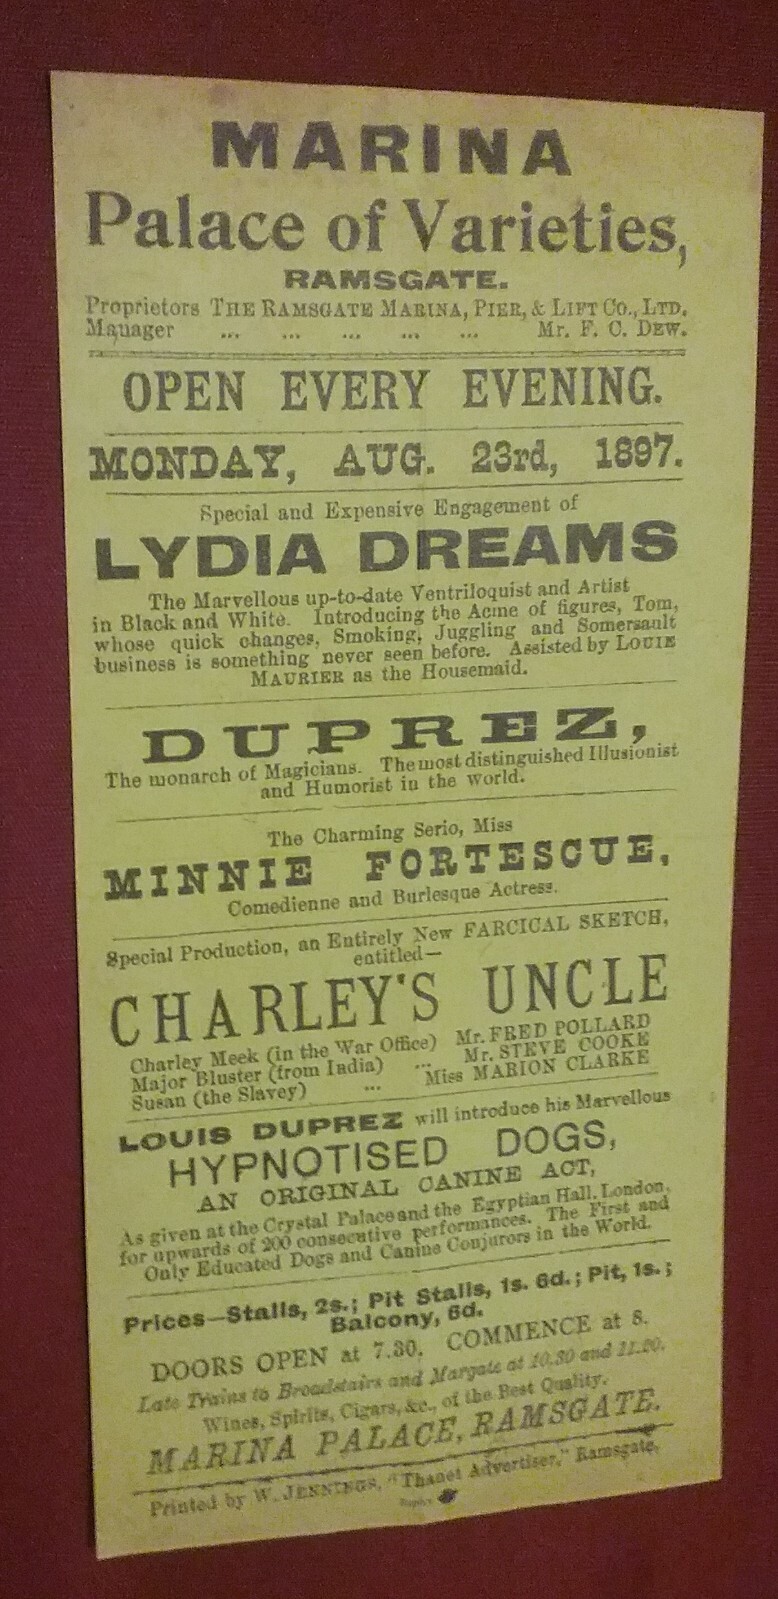 MARINA
Palace of Varieties,
RAMSGATE.
Proprietors THE RAMSGATE MARINA, PIER, & LIFT CO., LTD.
Manager ... ... ... ... ... Mr. F. C. DEW.
OPEN EVERY EVENING.
MONDAY, AUG. 23rd, 1897.
Special and Expensive Engagement of
LYDIA DREAMS
The Marvellous up-to-date Ventriloquist and Artist
in Black and White. Introducing the Acme of figures, Tom,
whose quick changes, Smoking, Juggling and Somersault
business is something never seen before. Assisted by LOUIE
MAURIER as the Housemaid.
DUPREZ,
The monarch of Magicians. The most distinguished Illusionist
and Humorist in the world.
The Charming Serio, Miss
MINNIE FORTESCUE,
Comedienne and Burlesque Actress.
Special Production, an Entirely New FARCICAL SKETCH,
entitled—
CHARLEY'S UNCLE
Charley Meek (in the War Office) Mr. FRED POLLARD
Major Bluster (from India) ... Mr. STEVE COOKE
Susan (the Slavey) ... Miss MARION CLARKE
LOUIS DUPREZ will introduce his Marvellous
HYPNOTISED DOGS,
AN ORIGINAL CANINE ACT,
As given at the Crystal Palace and the Egyptian Hall, London,
for upwards of 200 consecutive performances. The First and
Only Educated Dogs and Canine Conjurors in the World.
Prices—Stalls, 2s.; Pit Stalls, 1s. 6d.; Pit, 1s.;
Balcony, 6d.
DOORS OPEN at 7.30. COMMENCE at 8.
Late Trains to Broadstairs and Margate at 10.30 and
Wines, Spirits, Cigars, &c., of the Best Quality.
MARINA PALACE, RAMSGATE.
Printed by W. JENNINGS, "Thanet Advertiser," Ramsgate.